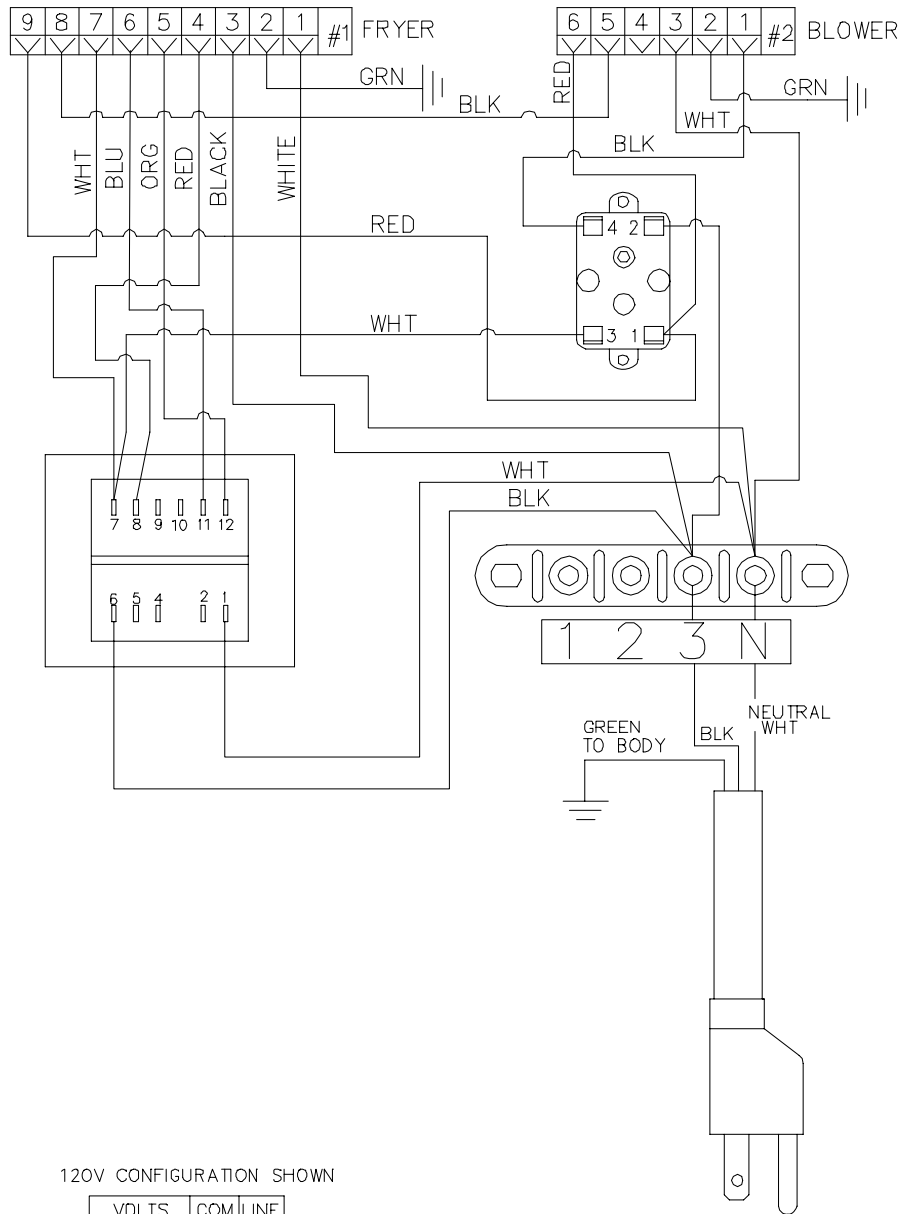 9 8 7 6 5 4 3 2 1 #1 FRYER
6 5 4 3 2 1 #2 BLOWER
GRN
RED
GRN
BLK
WHT
BLK
WHT
BLU
ORG
RED
BLACK
WHITE
RED
4 2
WHT
3 1
WHT
BLK
7 8 9 10 11 12
6 5 4 2 1
1 2 3 N
GREEN
TO BODY
BLK
NEUTRAL
WHT
120V CONFIGURATION SHOWN
VOLTS COM LINE